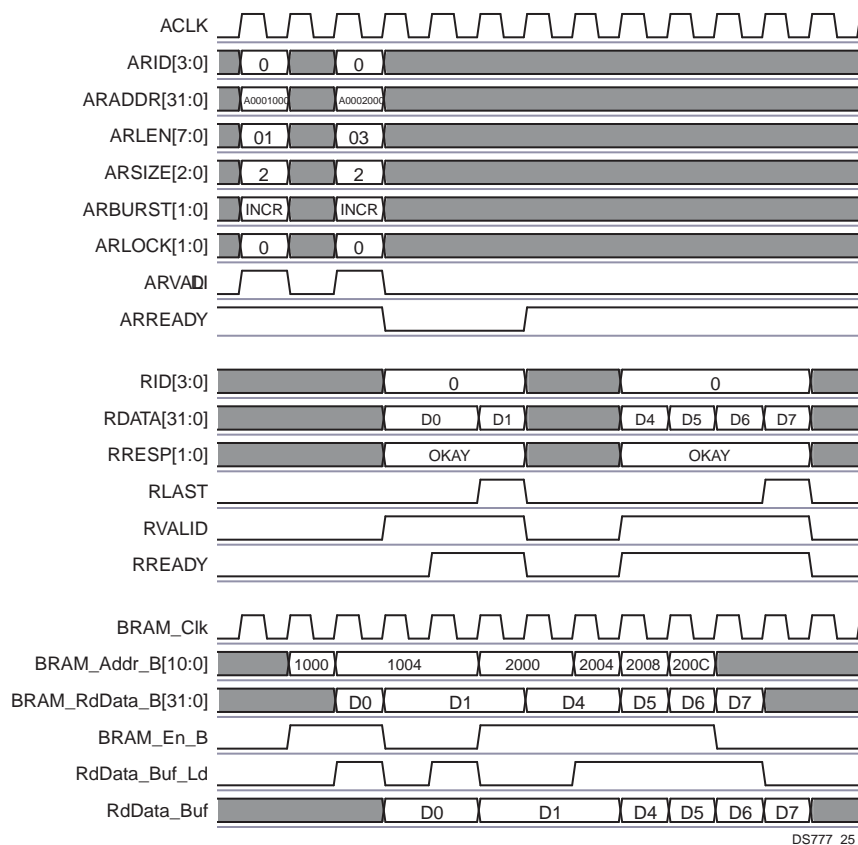 ACLK
ARID[3:0] 0 0
ARADDR[31:0] A0001000 A0002000
ARLEN[7:0] 01 03
ARSIZE[2:0] 2 2
ARBURST[1:0] INCR INCR
ARLOCK[1:0] 0 0
ARVALDI
ARREADY
RID[3:0] 0 0
RDATA[31:0] D0 D1 D4 D5 D6 D7
RRESP[1:0] OKAY OKAY
RLAST
RVALID
RREADY
BRAM_Clk
BRAM_Addr_B[10:0] 1000 1004 2000 2004 2008 200C
BRAM_RdData_B[31:0] D0 D1 D4 D5 D6 D7
BRAM_En_B
RdData_Buf_Ld
RdData_Buf D0 D1 D4 D5 D6 D7
DS777_25